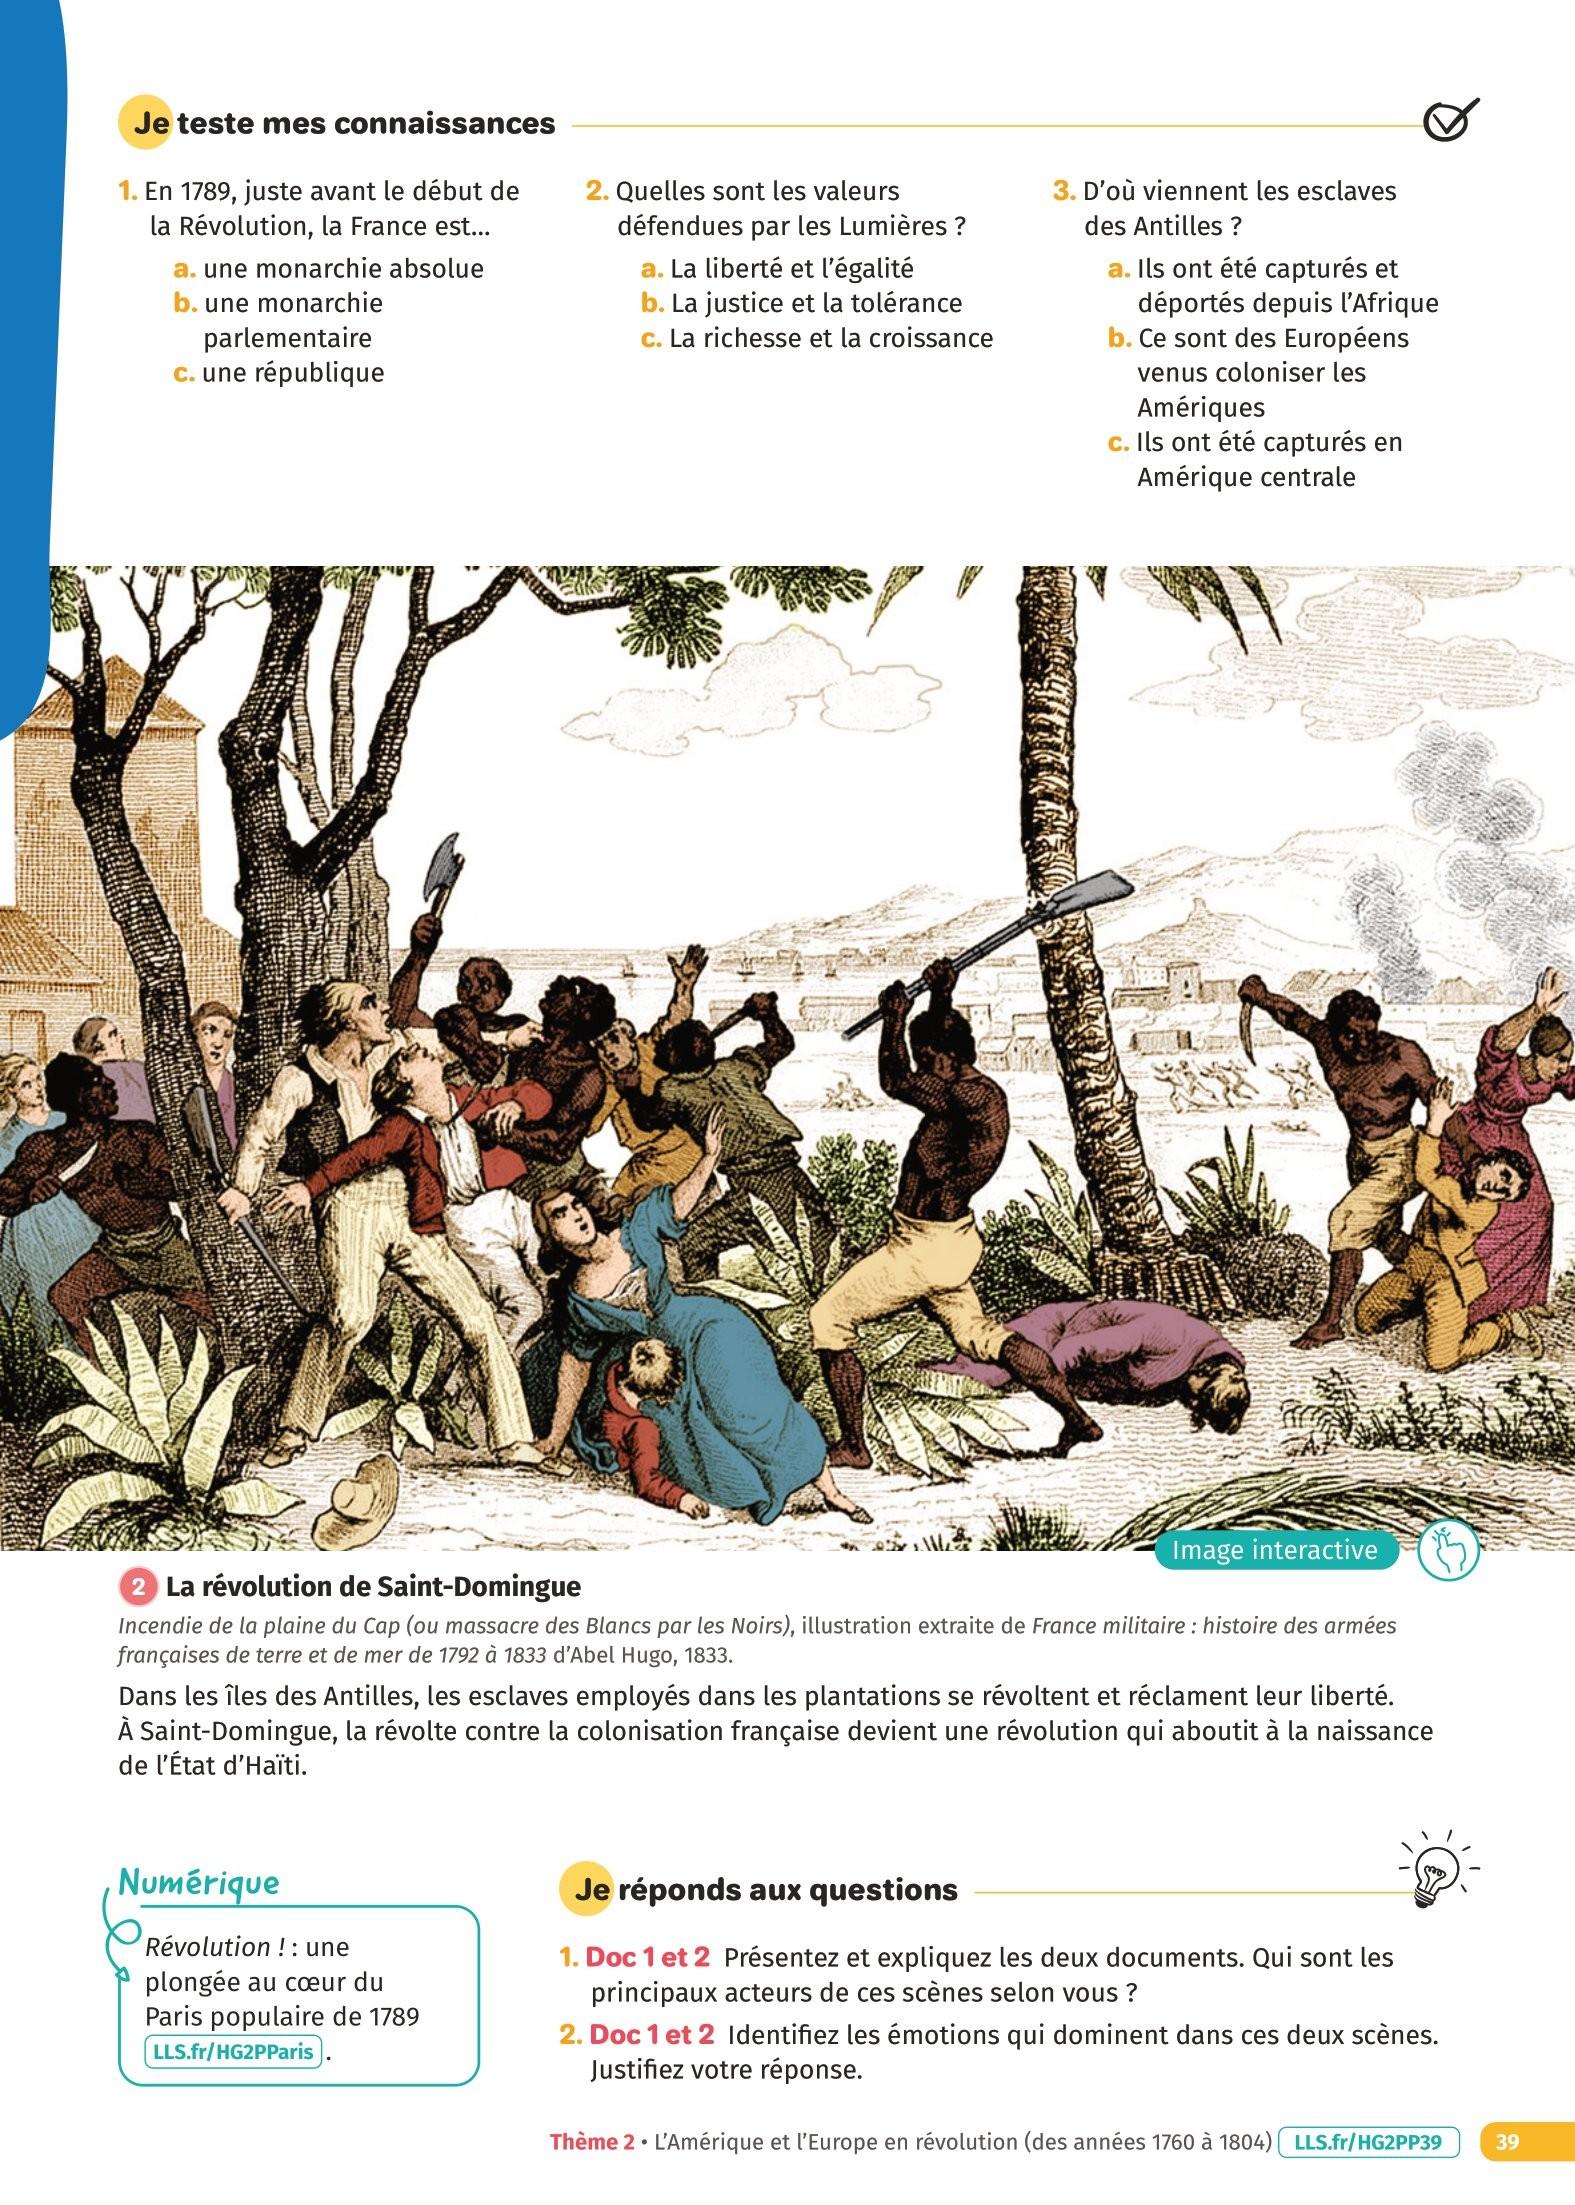 Je teste mes connaissances
1. En 1789, juste avant le début de
la Révolution, la France est...
a. une monarchie absolue
b. une monarchie
parlementaire
c. une république
2. Quelles sont les valeurs
défendues par les Lumières ?
a. La liberté et l'égalité
b. La justice et la tolérance
c. La richesse et la croissance
3. D'où viennent les esclaves
des Antilles ?
a. Ils ont été capturés et
déportés depuis l'Afrique
b. Ce sont des Européens
venus coloniser les
Amériques
c. Ils ont été capturés en
Amérique centrale
Image interactive
2 La révolution de Saint-Domingue
Incendie de la plaine du Cap (ou massacre des Blancs par les Noirs), illustration extraite de France militaire : histoire des armées
françaises de terre et de mer de 1792 à 1833 d'Abel Hugo, 1833.
Dans les îles des Antilles, les esclaves employés dans les plantations se révoltent et réclament leur liberté.
À Saint-Domingue, la révolte contre la colonisation française devient une révolution qui aboutit à la naissance
de l'État d'Haïti.
Numérique
Révolution ! : une
plongée au cœur du
Paris populaire de 1789
LLS.fr/HG2PParis .
Je réponds aux questions
1. Doc 1 et 2 Présentez et expliquez les deux documents. Qui sont les
principaux acteurs de ces scènes selon vous ?
2. Doc 1 et 2 Identifiez les émotions qui dominent dans ces deux scènes.
Justifiez votre réponse.
Thème 2 • L'Amérique et l'Europe en révolution (des années 1760 à 1804) LLS.fr/HG2PP39 39